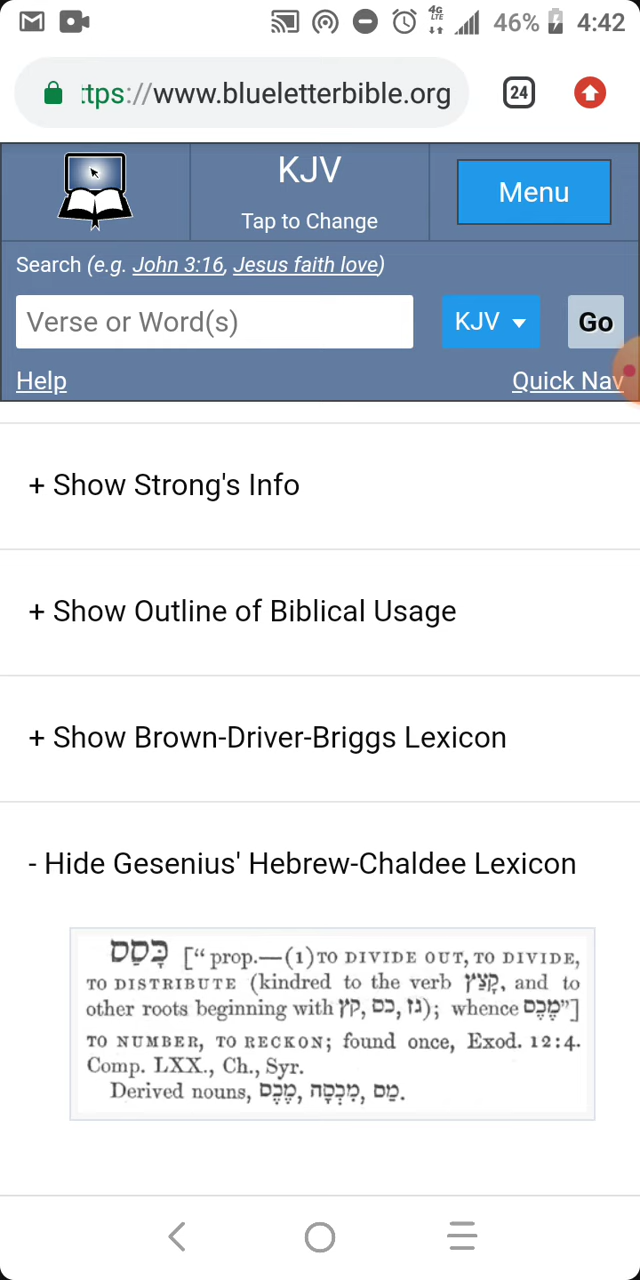 4G
LTE
46%
4:42
ttps://www.blueletterbible.org
24
KJV
Tap to Change
Menu
Search (e.g. John 3:16, Jesus faith love)
Verse or Word(s)
KJV
Go
Help
Quick Nav
+ Show Strong's Info
+ Show Outline of Biblical Usage
+ Show Brown-Driver-Briggs Lexicon
- Hide Gesenius' Hebrew-Chaldee Lexicon
כָּסַס [“prop.—(1) TO DIVIDE OUT, TO DIVIDE,
TO DISTRIBUTE (kindred to the verb קָצַץ, and to
other roots beginning with קץ, כס, גז); whence מֶכֶס”]
TO NUMBER, TO RECKON; found once, Exod. 12:4.
Comp. LXX., Ch., Syr.
Derived nouns, מֶכֶס, מִכְסָה, מַס.